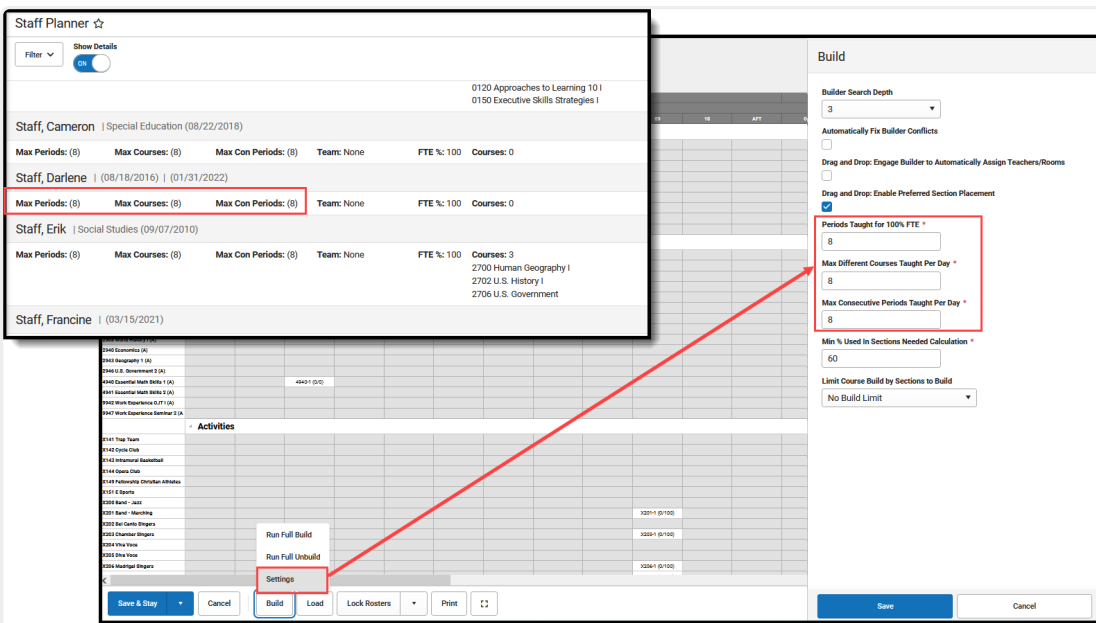 Staff Planner
Filter
Show Details
ON
0120 Approaches to Learning 10 I
0150 Executive Skills Strategies I
Staff, Cameron | Special Education (08/22/2018)
Max Periods: (8) Max Courses: (8) Max Con Periods: (8) Team: None FTE %: 100 Courses: 0
Staff, Darlene | (08/18/2016) | (01/31/2022)
Max Periods: (8) Max Courses: (8) Max Con Periods: (8) Team: None FTE %: 100 Courses: 0
Staff, Erik | Social Studies (09/07/2010)
Max Periods: (8) Max Courses: (8) Max Con Periods: (8) Team: None FTE %: 100 Courses: 3
2700 Human Geography I
2702 U.S. History I
2706 U.S. Government
Staff, Francine | (03/15/2021)
10 AFT
2940 Economics (A)
2943 Geography 1 (A)
2946 U.S. Government 2 (A)
4940 Essential Math Skills 1 (A) 4940-1 (0/0)
4941 Essential Math Skills 2 (A)
9942 Work Experience OJT I (A)
9947 Work Experience Seminar 2 (A
Activities
X141 Trap Team
X142 Cycle Club
X143 Intramural Basketball
X144 Opera Club
X149 Fellowship Christian Athletes
X151 E Sports
X200 Band - Jazz
X201 Band - Marching X201-1 (0/100)
X202 Bel Canto Singers
X203 Chamber Singers X203-1 (0/100)
X204 Viva Voce
X205 Diva Voce
X206 Madrigal Singers X206-1 (0/100)
Run Full Build
Run Full Unbuild
Settings
Save & Stay Cancel Build Load Lock Rosters Print
Build
Builder Search Depth
3
Automatically Fix Builder Conflicts
Drag and Drop: Engage Builder to Automatically Assign Teachers/Rooms
Drag and Drop: Enable Preferred Section Placement
Periods Taught for 100% FTE *
8
Max Different Courses Taught Per Day *
8
Max Consecutive Periods Taught Per Day *
8
Min % Used In Sections Needed Calculation *
60
Limit Course Build by Sections to Build
No Build Limit
Save Cancel